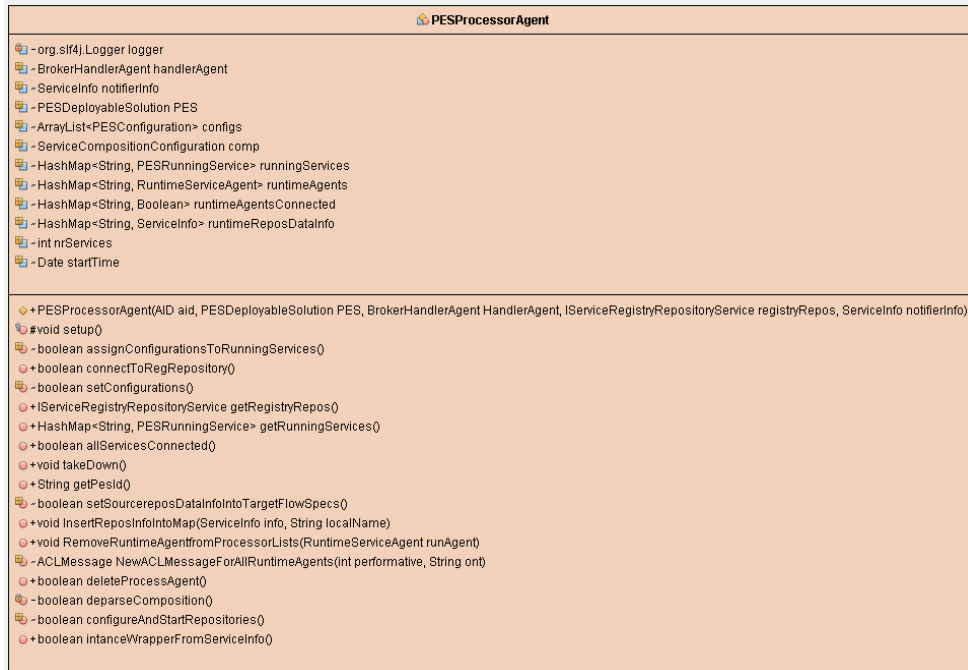 PESProcessorAgent
-org.slf4j.Logger logger
~BrokerHandlerAgent handlerAgent
~ServiceInfo notifierInfo
~PESDeployableSolution PES
~ArrayList<PESConfiguration> configs
~ServiceCompositionConfiguration comp
~HashMap<String, PESRunningService> runningServices
~HashMap<String, RuntimeServiceAgent> runtimeAgents
~HashMap<String, Boolean> runtimeAgentsConnected
~HashMap<String, ServiceInfo> runtimeReposDataInfo
~int nrServices
~Date startTime
+PESProcessorAgent(AID aid, PESDeployableSolution PES, BrokerHandlerAgent HandlerAgent, IServiceRegistryRepositoryService registryRepos, ServiceInfo notifierInfo)
#void setup()
~boolean assignConfigurationsToRunningServices()
+boolean connectToRegRepository()
~boolean setConfigurations()
+IServiceRegistryRepositoryService getRegistryRepos()
+HashMap<String, PESRunningService> getRunningServices()
+boolean allServicesConnected()
+void takeDown()
+String getPesId()
~boolean setSourcereposDataInfoIntoTargetFlowSpecs()
+void InsertReposInfoIntoMap(ServiceInfo info, String localName)
+void RemoveRuntimeAgentfromProcessorLists(RuntimeServiceAgent runAgent)
~ACLMessage NewACLMessageForAllRuntimeAgents(int performative, String ont)
+boolean deleteProcessAgent()
-boolean deparseComposition()
~boolean configureAndStartRepositories()
+boolean intanceWrapperFromServiceInfo()